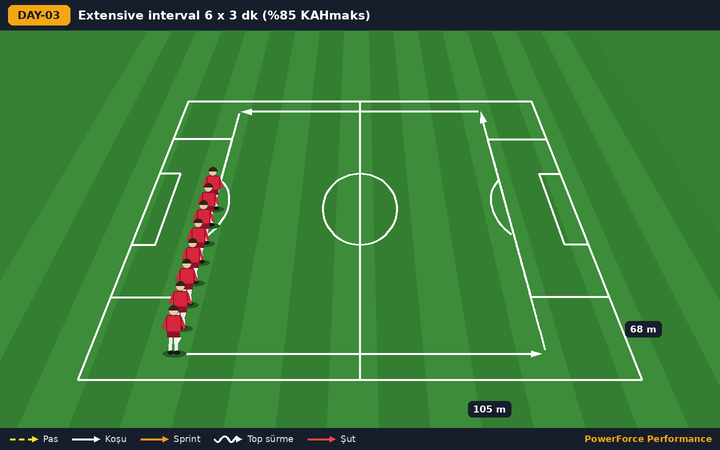 DAY-03 Extensive interval 6 x 3 dk (%85 KAHmaks)
68 m
105 m
Pas Koşu Sprint Top sürme Şut PowerForce Performance